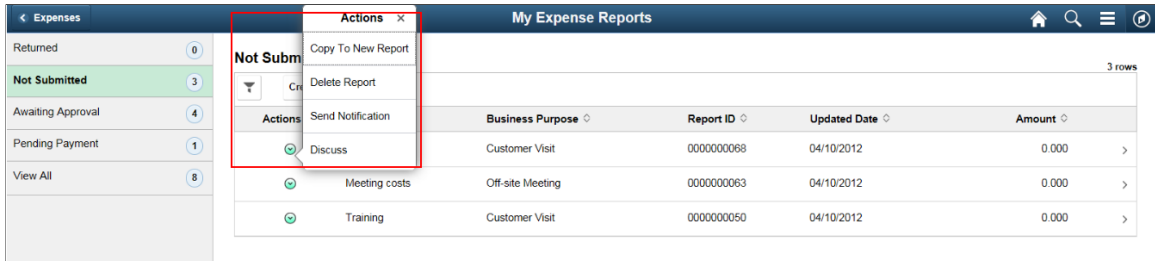 Expenses
Actions ×
My Expense Reports
Returned 0
Not Submitted 3
Awaiting Approval 4
Pending Payment 1
View All 8
Copy To New Report
Delete Report
Send Notification
Discuss
Not Subm
3 rows
Cre
Actions Business Purpose Report ID Updated Date Amount
Customer Visit 0000000068 04/10/2012 0.000
Meeting costs Off-site Meeting 0000000063 04/10/2012 0.000
Training Customer Visit 0000000050 04/10/2012 0.000